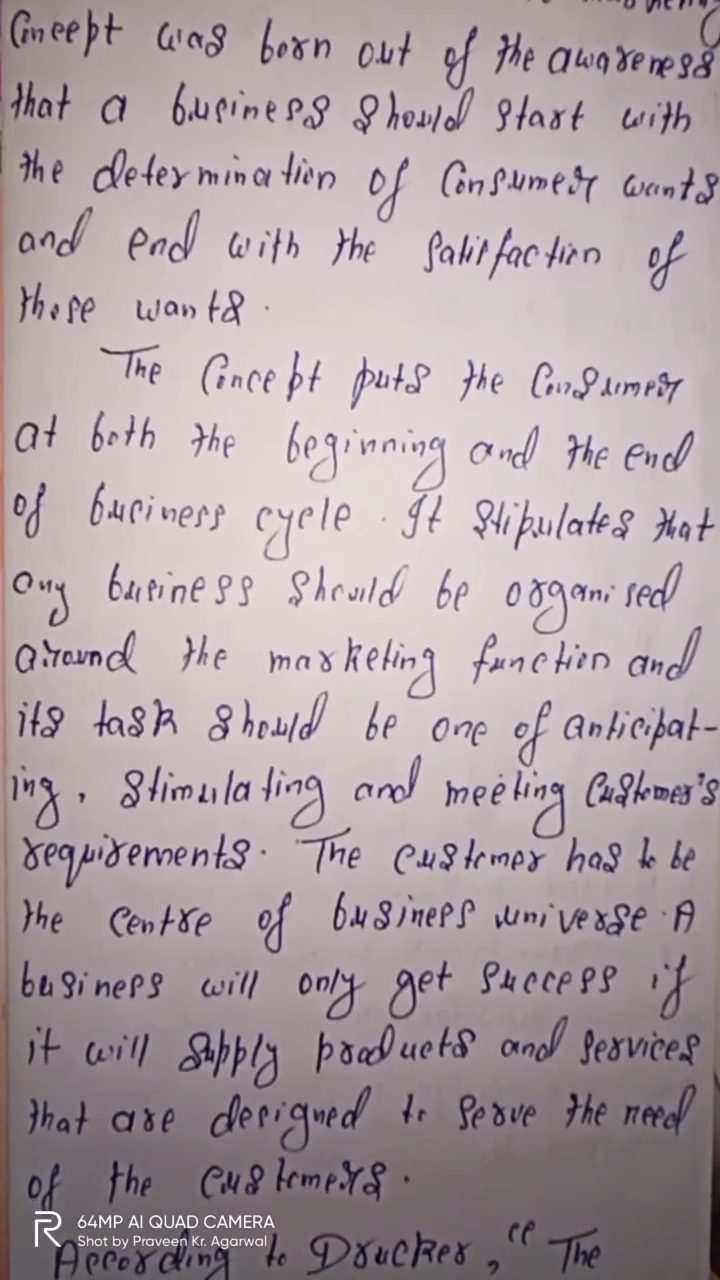 Concept was born out of the awareness
that a business should start with
the determination of Consumer wants
and end with the satisfaction of
those wants.
The Concept puts the Consumer
at both the beginning and the end
of business cycle. It stipulates that
any business should be organised
around the marketing function and
its task should be one of anticipat-
ing, stimulating and meeting Customer's
requirements. The customer has to be
the centre of business universe. A
business will only get success if
it will supply products and services
that are designed to serve the need
of the customers.
According to Drucker, "The
64MP AI QUAD CAMERA
Shot by Praveen Kr. Agarwal